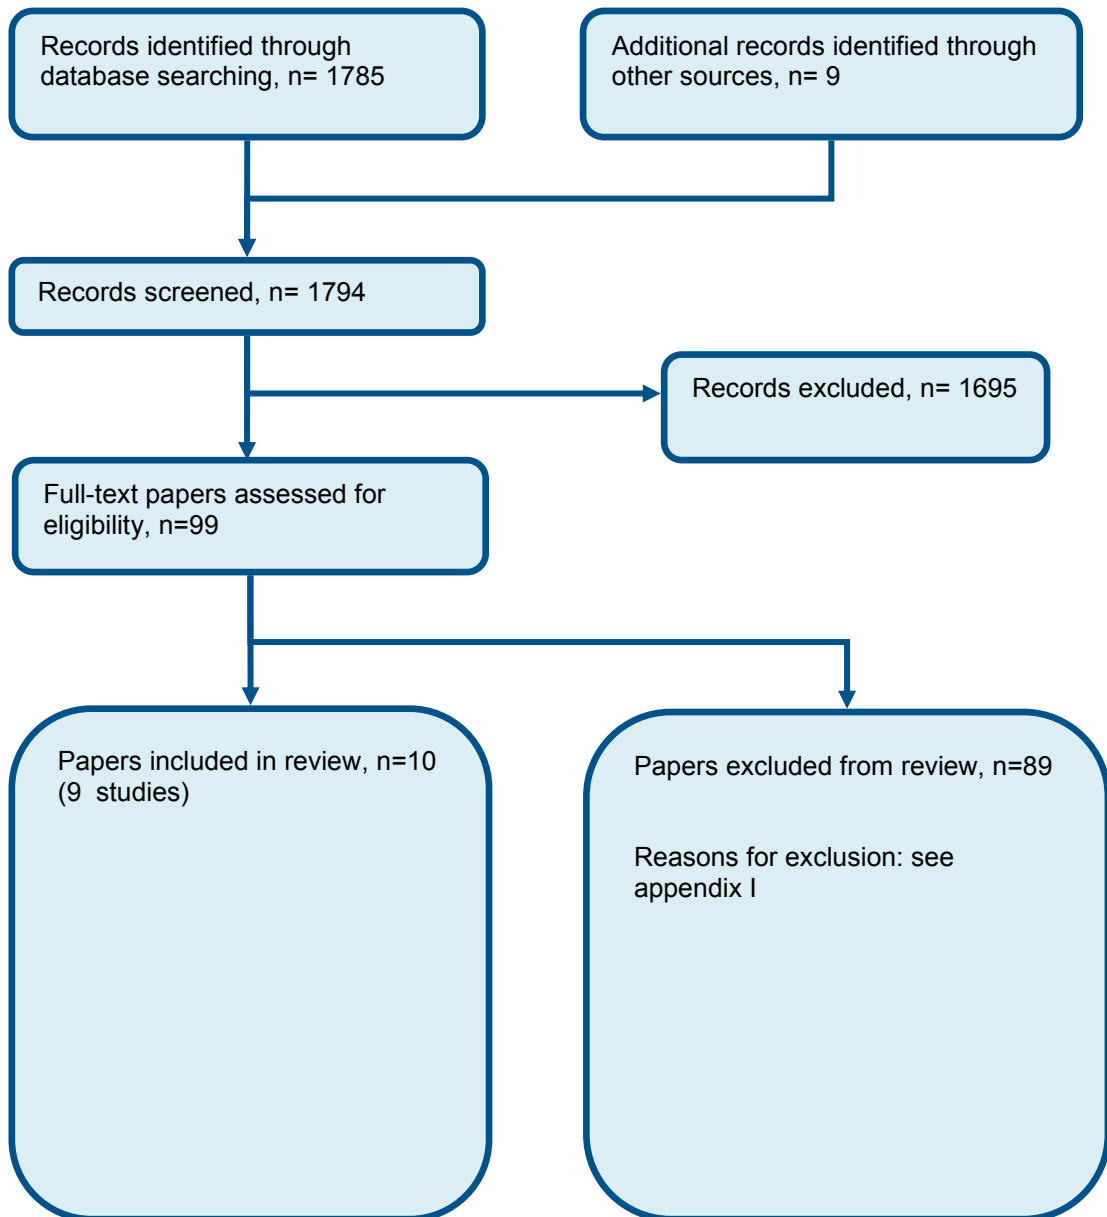 Records identified through
database searching, n= 1785
Additional records identified through
other sources, n= 9
Records screened, n= 1794
Records excluded, n= 1695
Full-text papers assessed for
eligibility, n=99
Papers included in review, n=10
(9  studies)
Papers excluded from review, n=89
Reasons for exclusion: see
appendix I